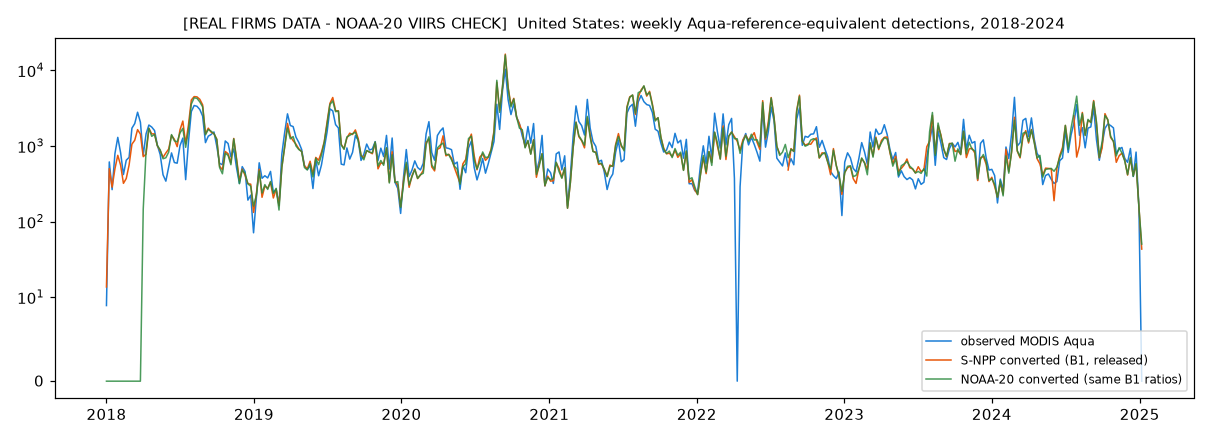 [REAL FIRMS DATA - NOAA-20 VIIRS CHECK]  United States: weekly Aqua-reference-equivalent detections, 2018-2024
10^4
10^3
10^2
10^1
0
observed MODIS Aqua
S-NPP converted (B1, released)
NOAA-20 converted (same B1 ratios)
2018 2019 2020 2021 2022 2023 2024 2025